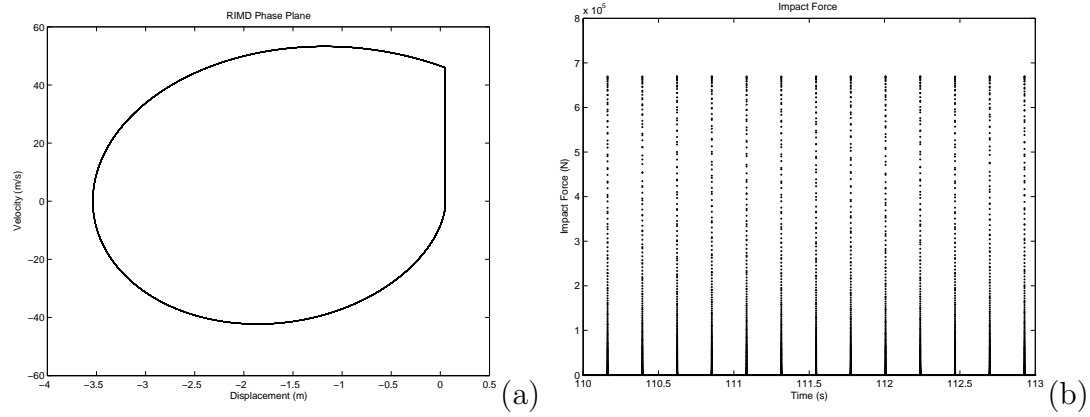 RIMD Phase Plane
60
40
20
0
−20
−40
−60
Velocity (m/s)
−4 −3.5 −3 −2.5 −2 −1.5 −1 −0.5 0 0.5
Displacement (m)
(a)
Impact Force
x 10^5
8
7
6
5
4
3
2
1
0
Impact Force (N)
110 110.5 111 111.5 112 112.5 113
Time (s)
(b)